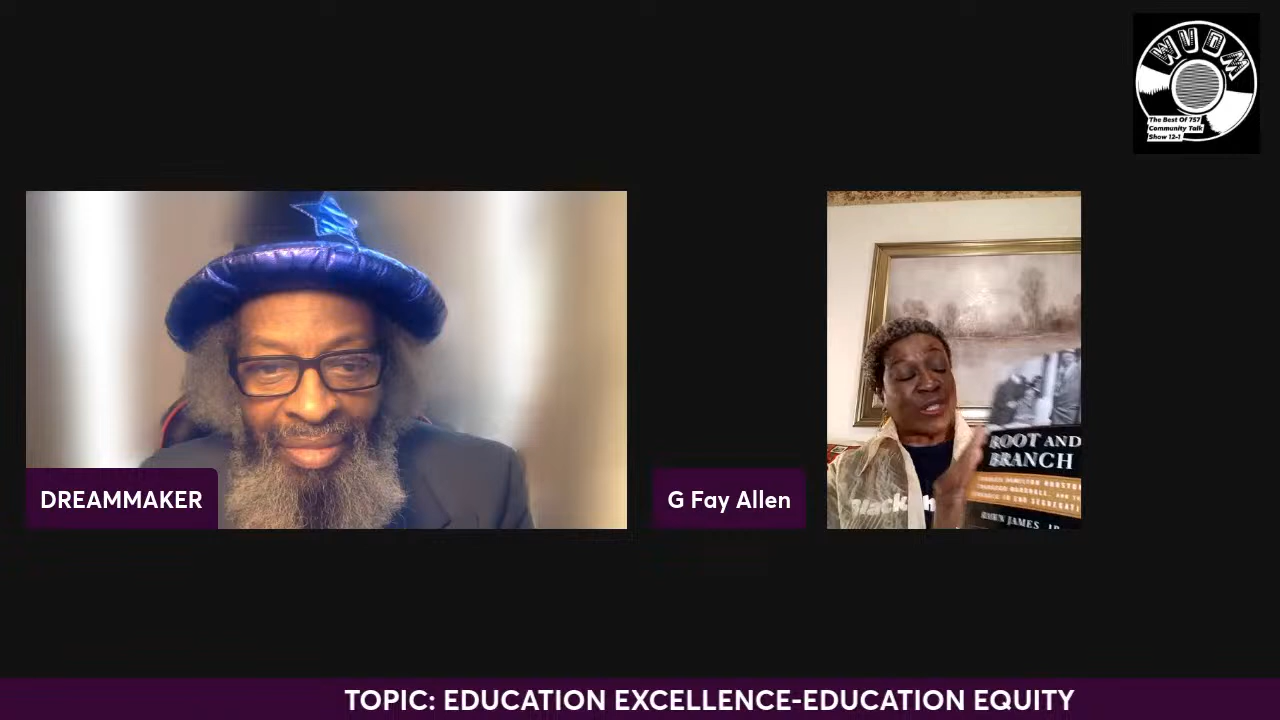 WUDM
The Best Of 757
Community Talk
Show 12-1
ROOT AND
BRANCH
DREAMMAKER
G Fay Allen
TOPIC: EDUCATION EXCELLENCE-EDUCATION EQUITY